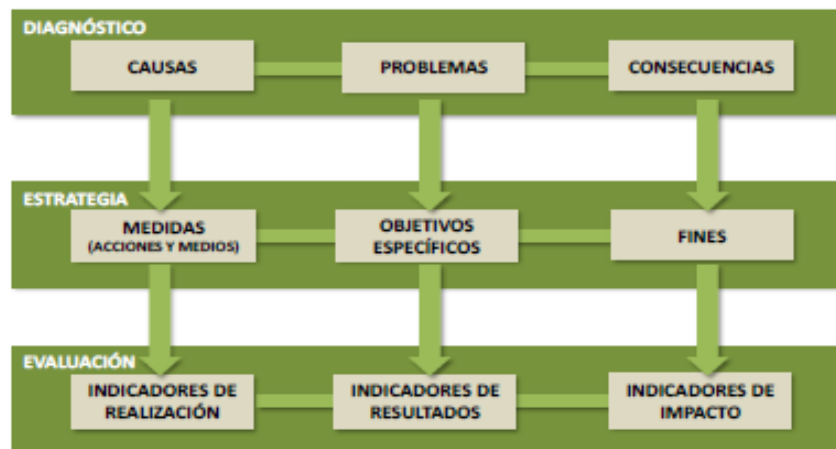 DIAGNÓSTICO
CAUSAS
PROBLEMAS
CONSECUENCIAS
ESTRATEGIA
MEDIDAS
(ACCIONES Y MEDIOS)
OBJETIVOS
ESPECÍFICOS
FINES
EVALUACIÓN
INDICADORES DE
REALIZACIÓN
INDICADORES DE
RESULTADOS
INDICADORES DE
IMPACTO